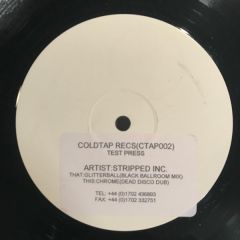 COLDTAP RECS(CTAP002)
TEST PRESS
ARTIST:STRIPPED INC.
THAT:GLITTERBALL(BLACK BALLROOM MIX)
THIS:CHROME(DEAD DISCO DUB)
TEL: +44 (0)1702 436863
FAX: +44 (0)1702 332751